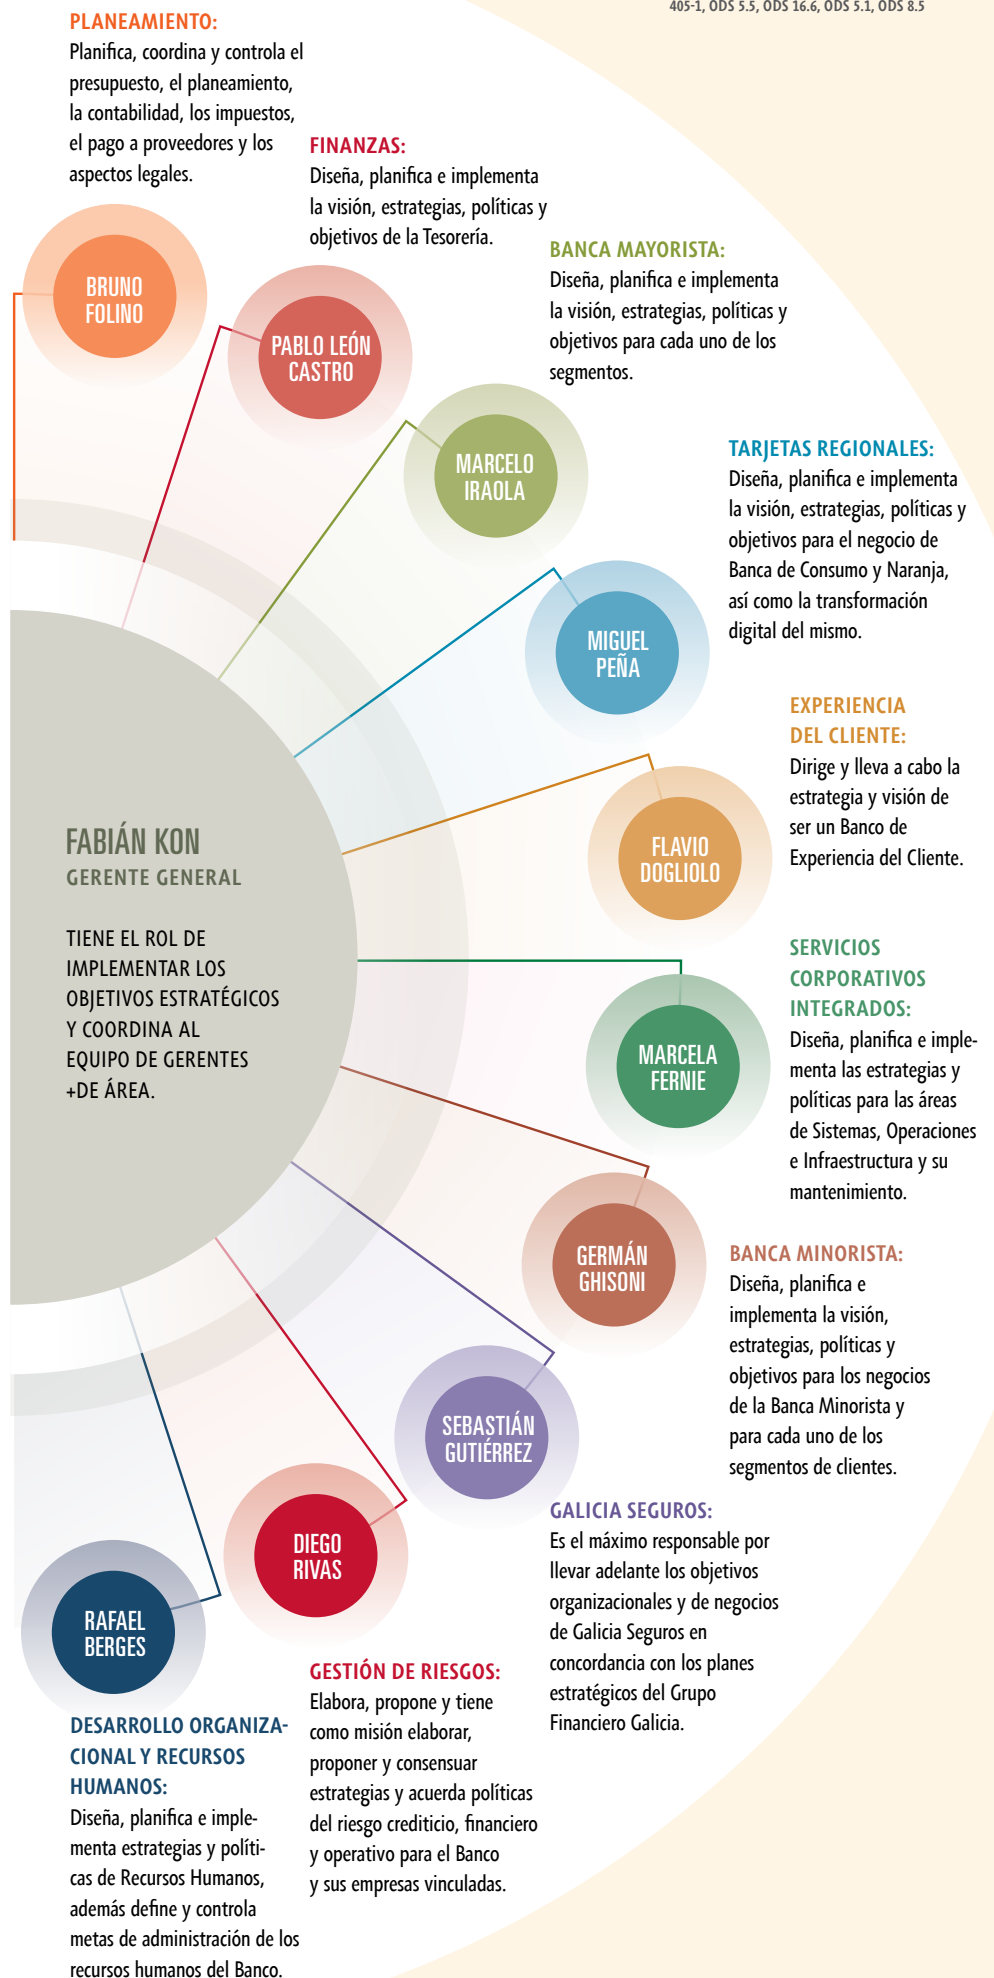 405-1, ODS 5.5, ODS 16.6, ODS 5.1, ODS 8.5
PLANEAMIENTO:
Planifica, coordina y controla el
presupuesto, el planeamiento,
la contabilidad, los impuestos,
el pago a proveedores y los
aspectos legales.
BRUNO
FOLINO
FINANZAS:
Diseña, planifica e implementa
la visión, estrategias, políticas y
objetivos de la Tesorería.
PABLO LEÓN
CASTRO
BANCA MAYORISTA:
Diseña, planifica e implementa
la visión, estrategias, políticas y
objetivos para cada uno de los
segmentos.
MARCELO
IRAOLA
TARJETAS REGIONALES:
Diseña, planifica e implementa
la visión, estrategias, políticas y
objetivos para el negocio de
Banca de Consumo y Naranja,
así como la transformación
digital del mismo.
MIGUEL
PEÑA
EXPERIENCIA
DEL CLIENTE:
Dirige y lleva a cabo la
estrategia y visión de
ser un Banco de
Experiencia del Cliente.
FLAVIO
DOGLIOLO
FABIÁN KON
GERENTE GENERAL
TIENE EL ROL DE
IMPLEMENTAR LOS
OBJETIVOS ESTRATÉGICOS
Y COORDINA AL
EQUIPO DE GERENTES
+DE ÁREA.
SERVICIOS
CORPORATIVOS
INTEGRADOS:
Diseña, planifica e imple-
menta las estrategias y
políticas para las áreas
de Sistemas, Operaciones
e Infraestructura y su
mantenimiento.
MARCELA
FERNIE
BANCA MINORISTA:
Diseña, planifica e
implementa la visión,
estrategias, políticas y
objetivos para los negocios
de la Banca Minorista y
para cada uno de los
segmentos de clientes.
GERMÁN
GHISONI
SEBASTIÁN
GUTIÉRREZ
GALICIA SEGUROS:
Es el máximo responsable por
llevar adelante los objetivos
organizacionales y de negocios
de Galicia Seguros en
concordancia con los planes
estratégicos del Grupo
Financiero Galicia.
DIEGO
RIVAS
GESTIÓN DE RIESGOS:
Elabora, propone y tiene
como misión elaborar,
proponer y consensuar
estrategias y acuerda políticas
del riesgo crediticio, financiero
y operativo para el Banco
y sus empresas vinculadas.
RAFAEL
BERGES
DESARROLLO ORGANIZA-
CIONAL Y RECURSOS
HUMANOS:
Diseña, planifica e imple-
menta estrategias y políti-
cas de Recursos Humanos,
además define y controla
metas de administración de los
recursos humanos del Banco.